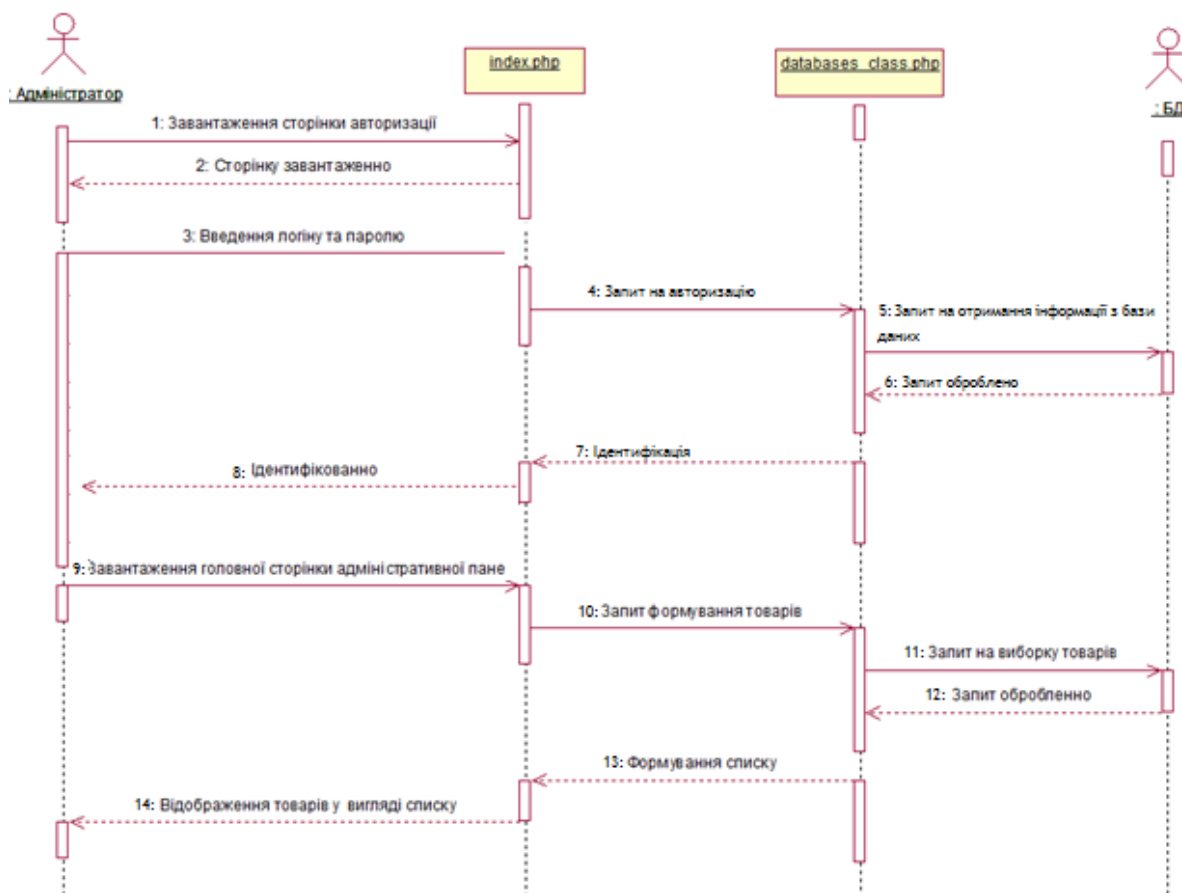 index.php
databases_class.php
: Адміністратор
: БД
1: Завантаження сторінки авторизації
2: Сторінку завантаженно
3: Введення логіну та паролю
4: Запит на авторизацію
5: Запит на отримання інформації з бази
даних
6: Запит оброблено
7: Ідентифікація
8: Ідентифікованно
9: Завантаження головної сторінки адміністративної пане
10: Запит формування товарів
11: Запит на виборку товарів
12: Запит обробленно
13: Формування списку
14: Відображення товарів у вигляді списку